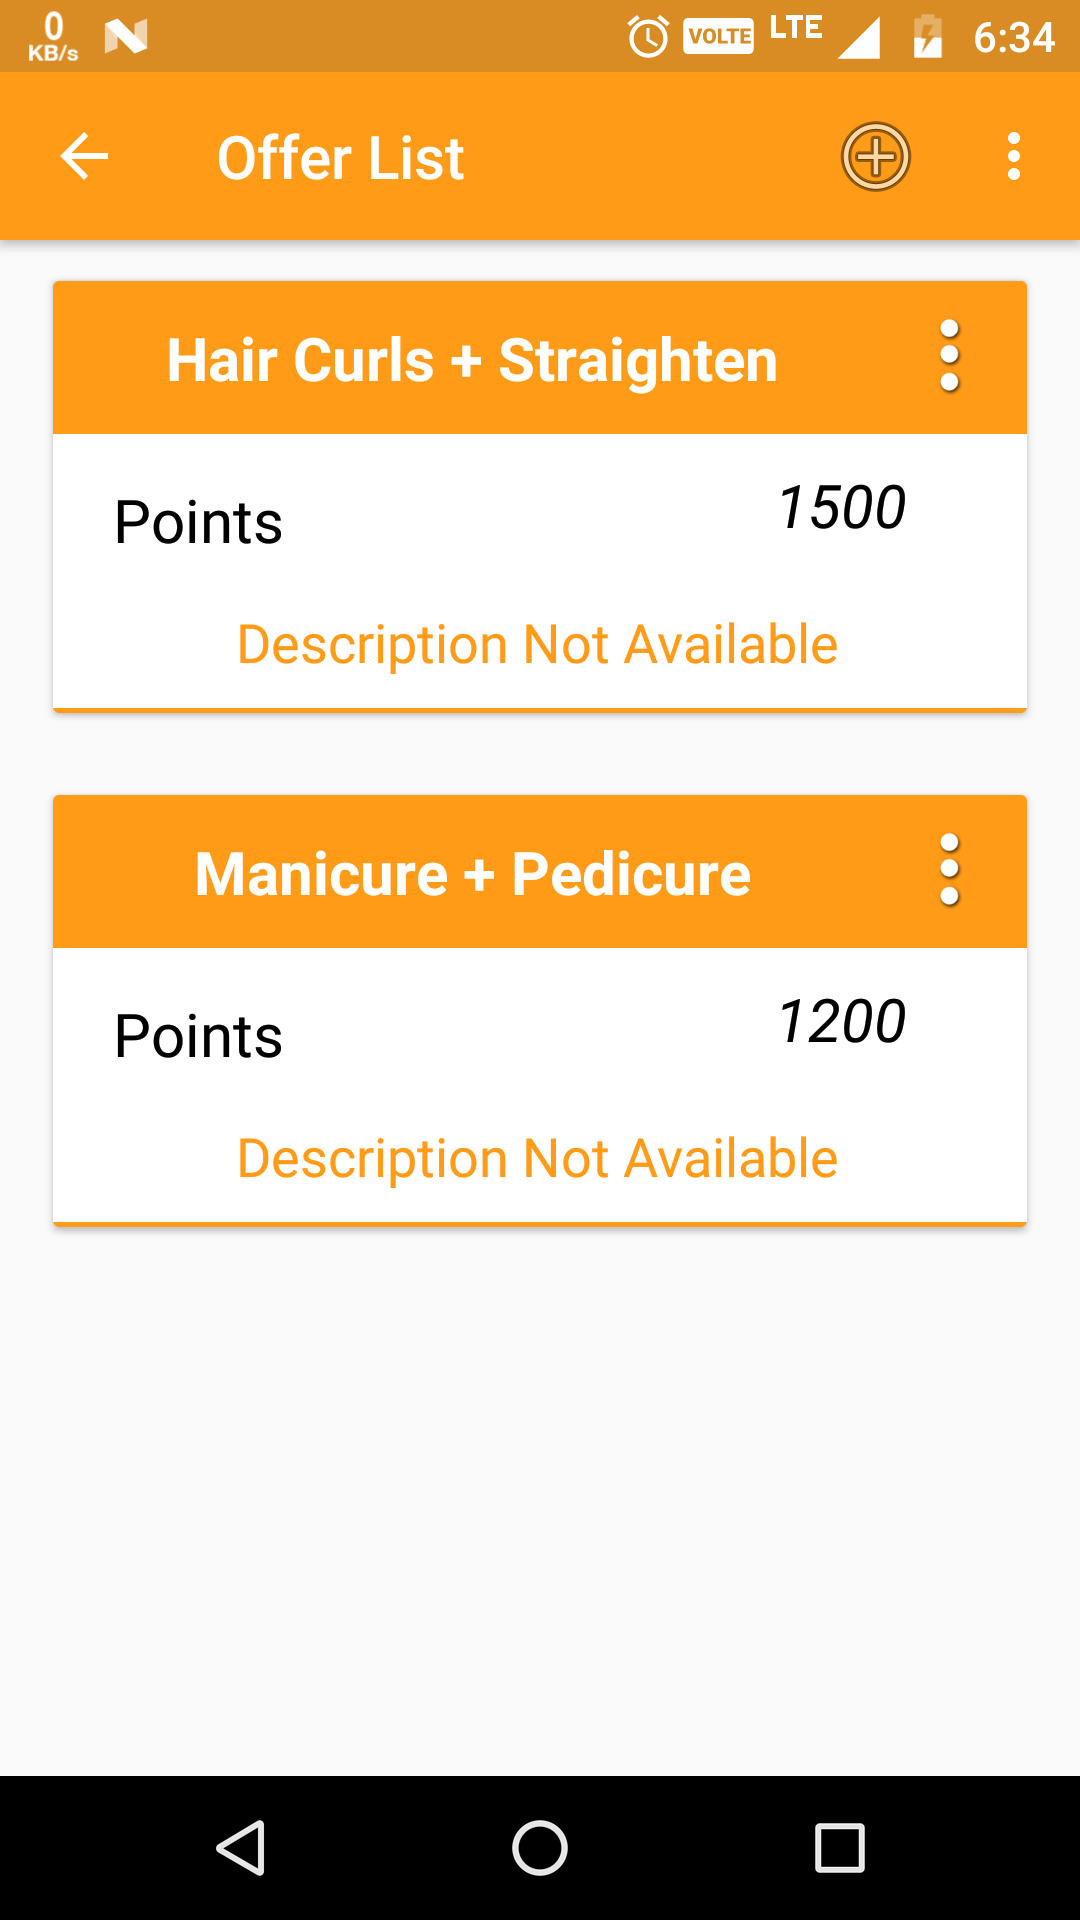 0
KB/s
VOLTE LTE 6:34
Offer List
Hair Curls + Straighten
Points 1500
Description Not Available
Manicure + Pedicure
Points 1200
Description Not Available